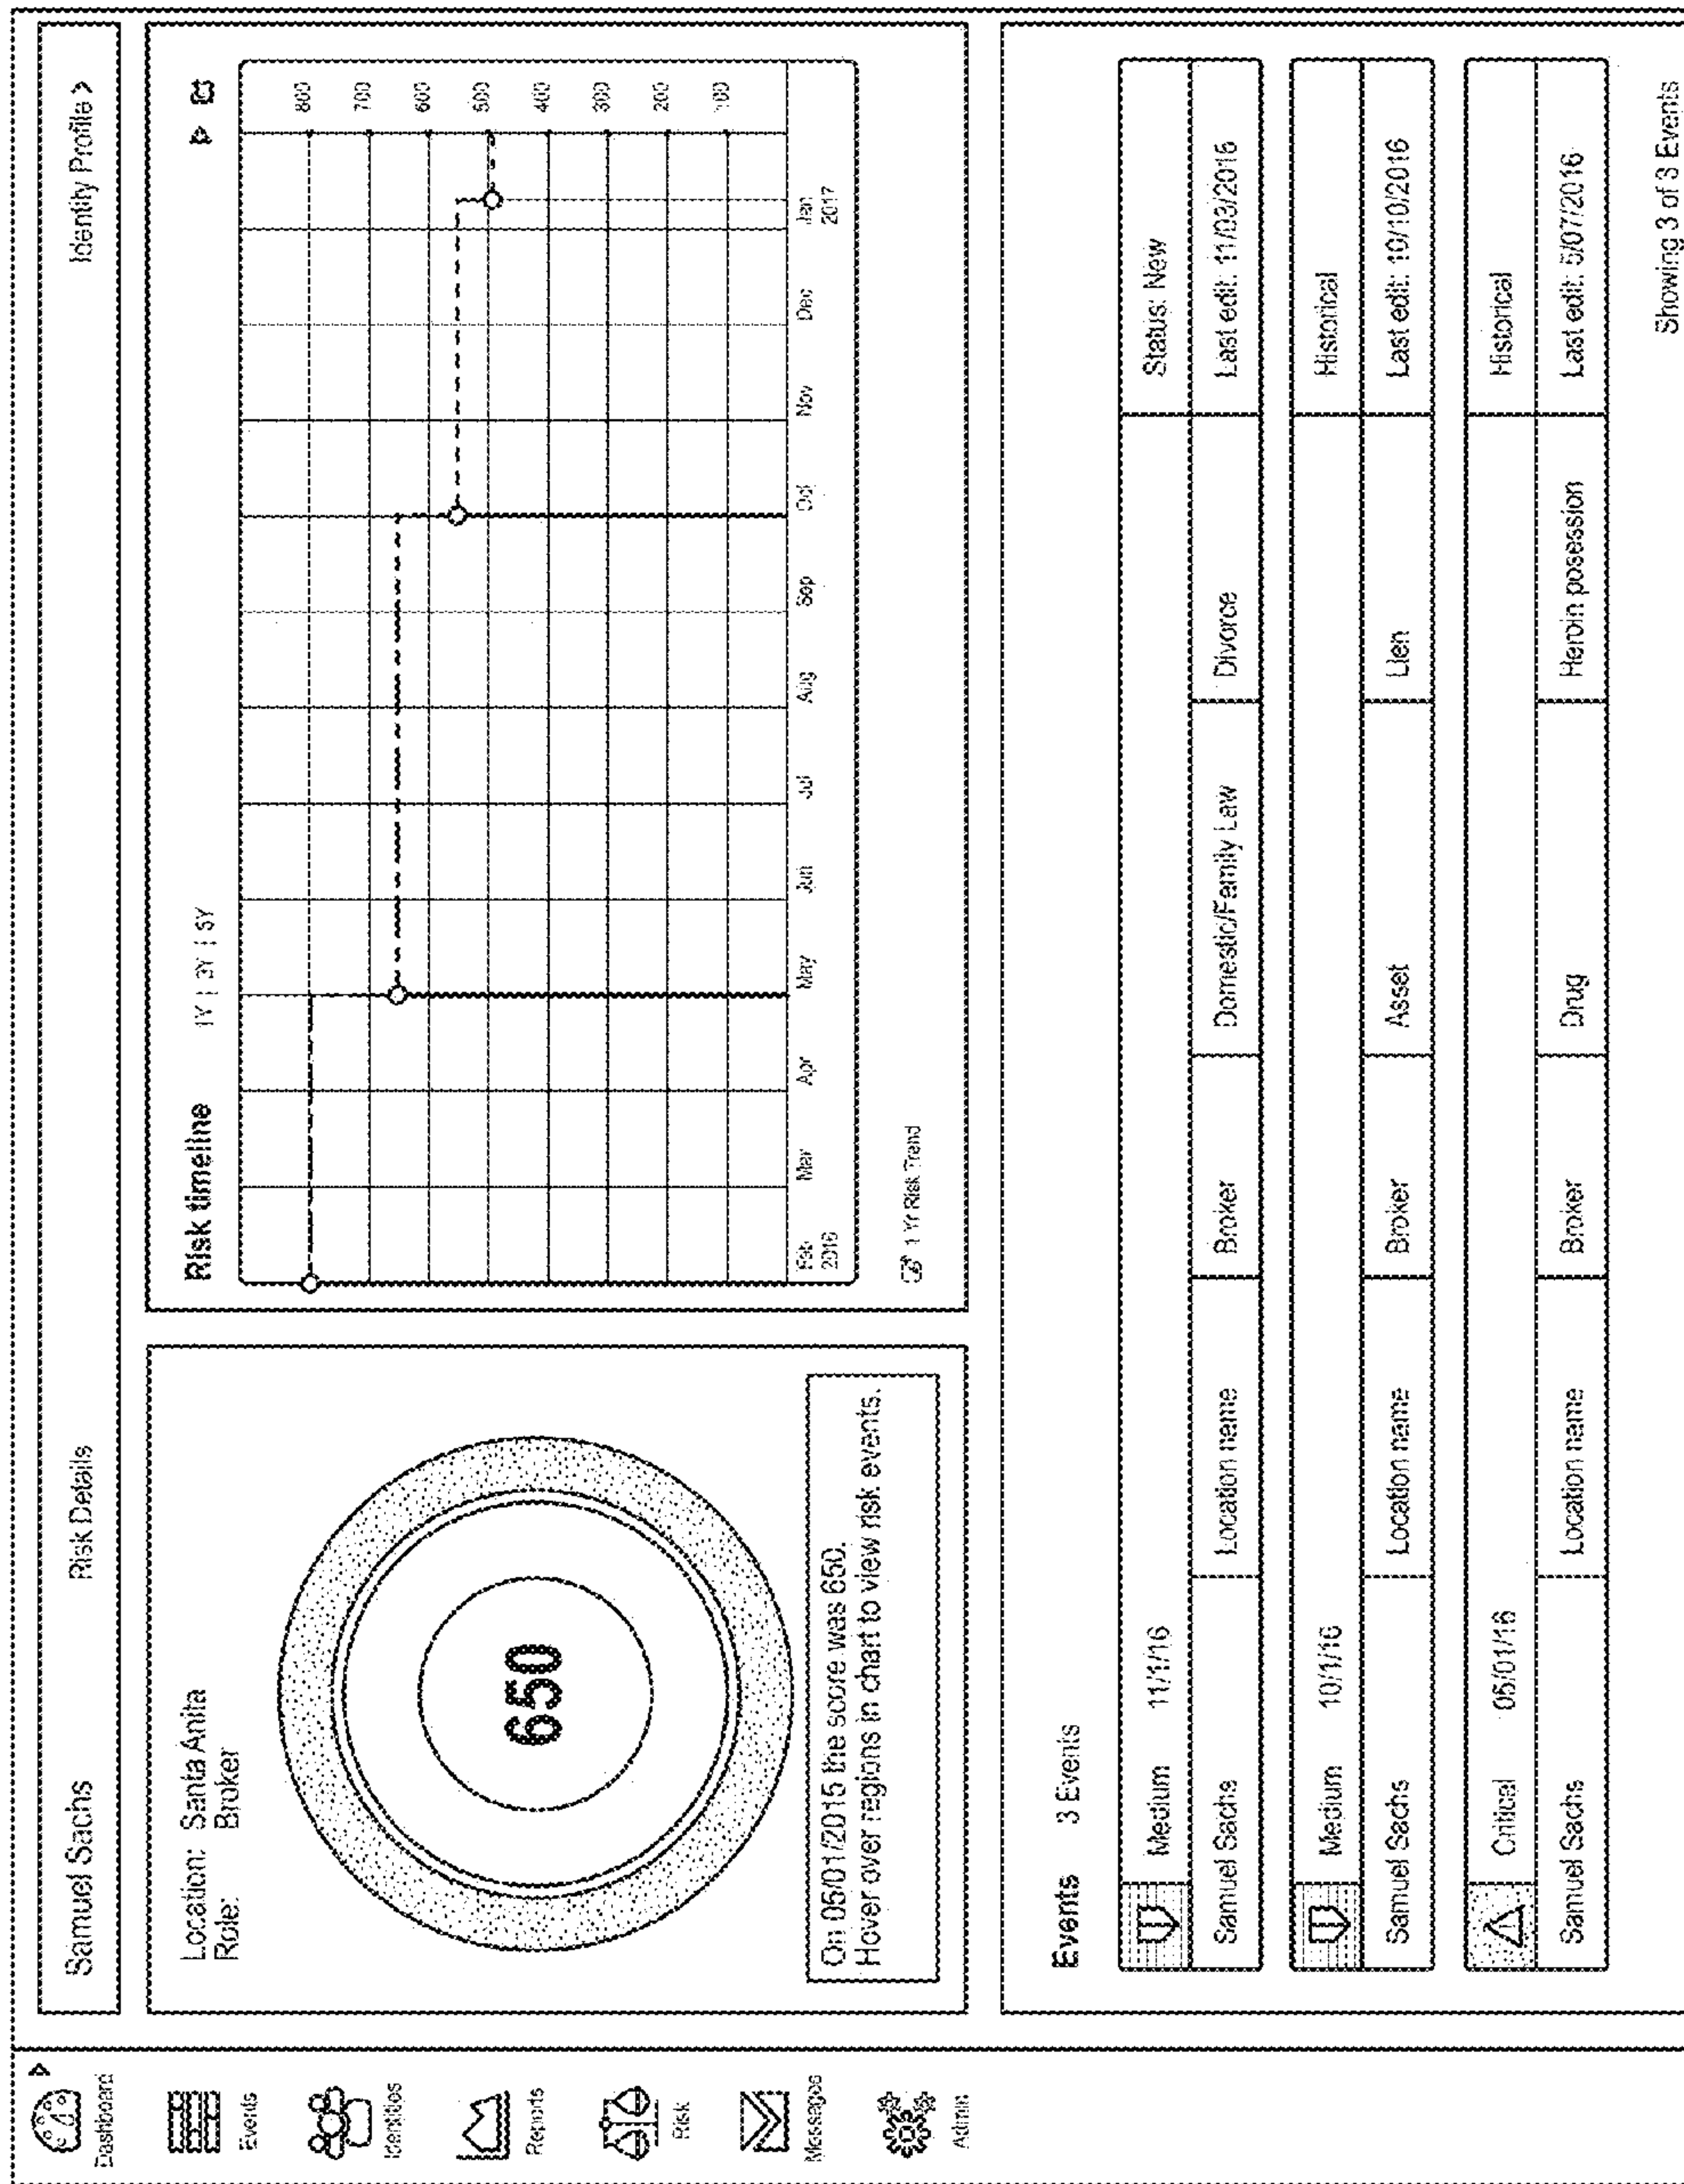 Dashboard
Events
Identities
Reports
Risk
Messages
Admin
Samuel Sachs Risk Details Identity Profile >
Location: Santa Anita
Role: Broker
650
On 05/01/2015 the score was 650.
Hover over regions in chart to view risk events.
Risk timeline 1Y | 3Y | 5Y
800
700
600
500
400
300
200
100
Feb Mar Apr May Jun Jul Aug Sep Oct Nov Dec Jan
2016 2017
1 Yr Risk Trend
Events 3 Events
Medium 11/1/16 Status: New
Samuel Sachs Location name Broker Domestic/Family Law Divorce Last edit: 11/03/2016
Medium 10/1/16 Historical
Samuel Sachs Location name Broker Asset Lien Last edit: 10/10/2016
Critical 05/01/16 Historical
Samuel Sachs Location name Broker Drug Heroin posession Last edit: 5/07/2016
Showing 3 of 3 Events